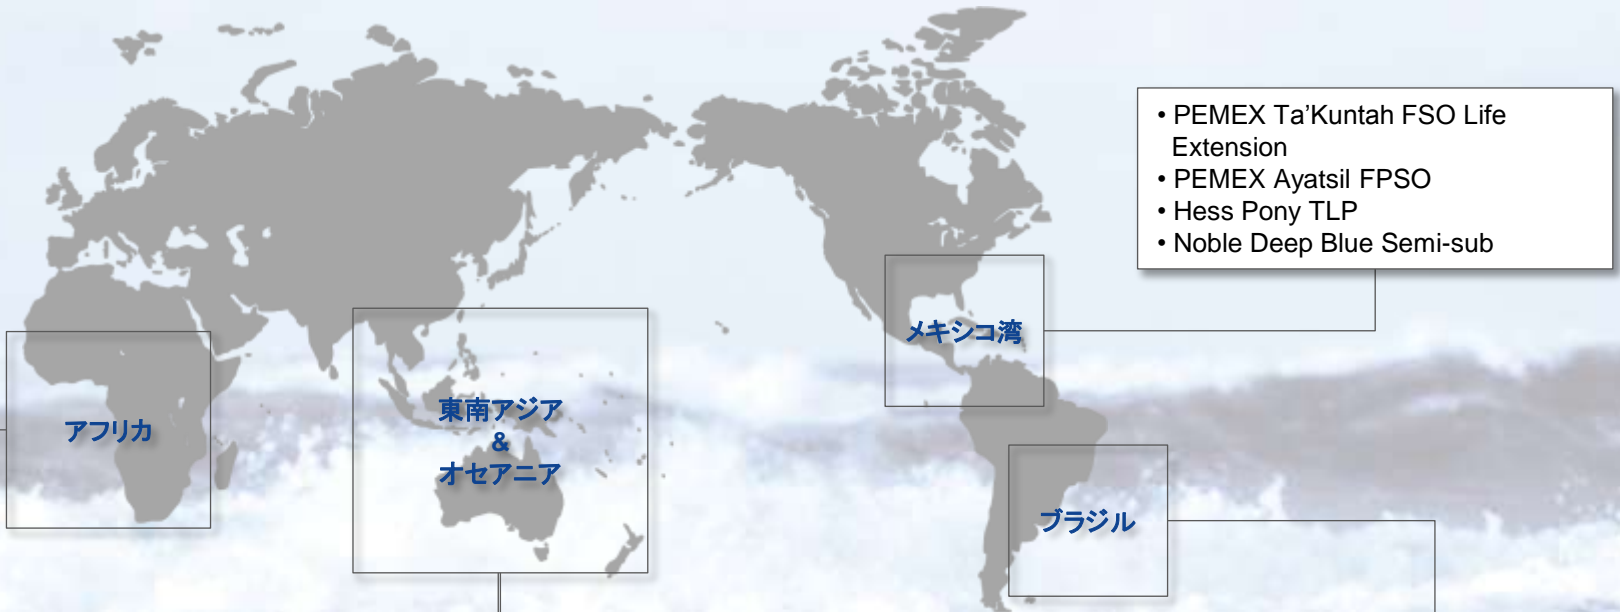 • PEMEX Ta’Kuntah FSO Life
Extension
• PEMEX Ayatsil FPSO
• Hess Pony TLP
• Noble Deep Blue Semi-sub
メキシコ湾
アフリカ
東南アジア
&
オセアニア
ブラジル